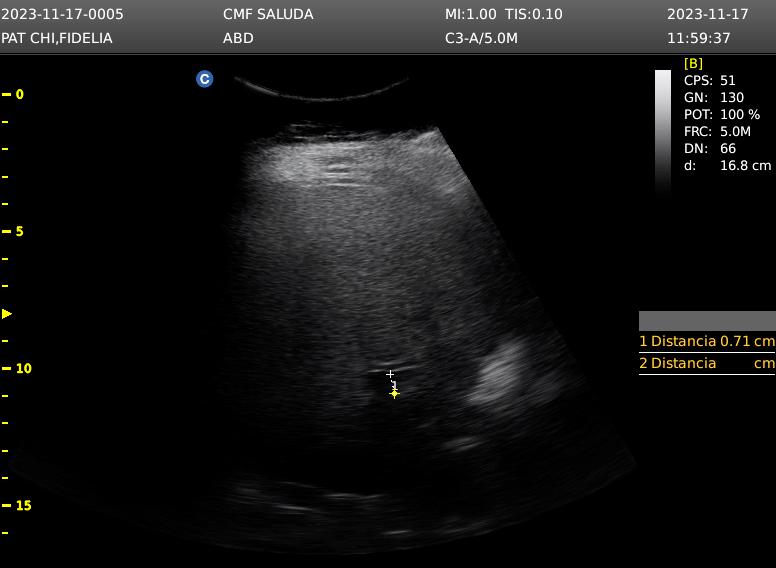 2023-11-17-0005 CMF SALUDA MI:1.00 TIS:0.10 2023-11-17
PAT CHI,FIDELIA ABD C3-A/5.0M 11:59:37
C
[B]
CPS: 51
GN: 130
POT: 100 %
FRC: 5.0M
DN: 66
d: 16.8 cm
0
5
10
15
1
1 Distancia 0.71 cm
2 Distancia cm